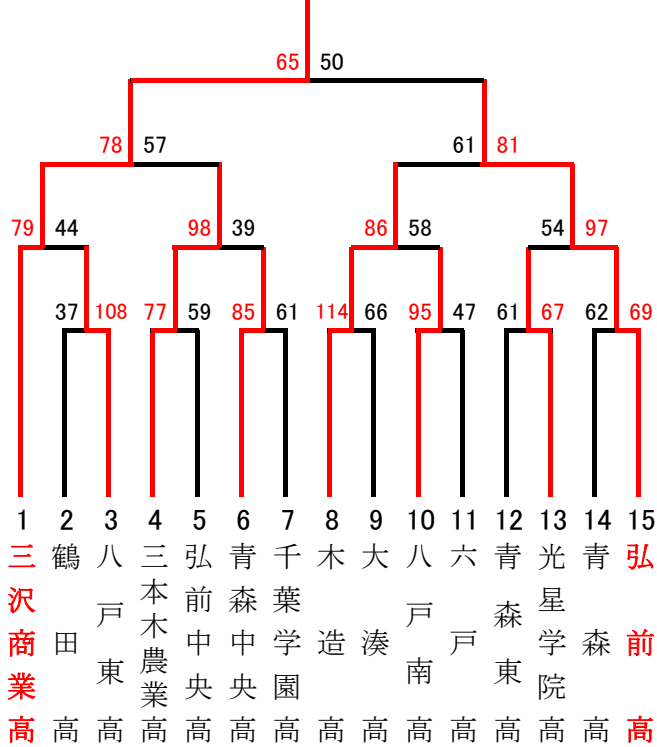 65 50
78 57 61 81
79 44 98 39 86 58 54 97
37 108 77 59 85 61 114 66 95 47 61 67 62 69
1 2 3 4 5 6 7 8 9 10 11 12 13 14 15
三沢商業高
鶴田高
八戸東高
三本木農業高
弘前中央高
青森中央高
千葉学園高
木造高
大湊高
八戸南高
六戸高
青森東高
光星学院高
青森高
弘前高